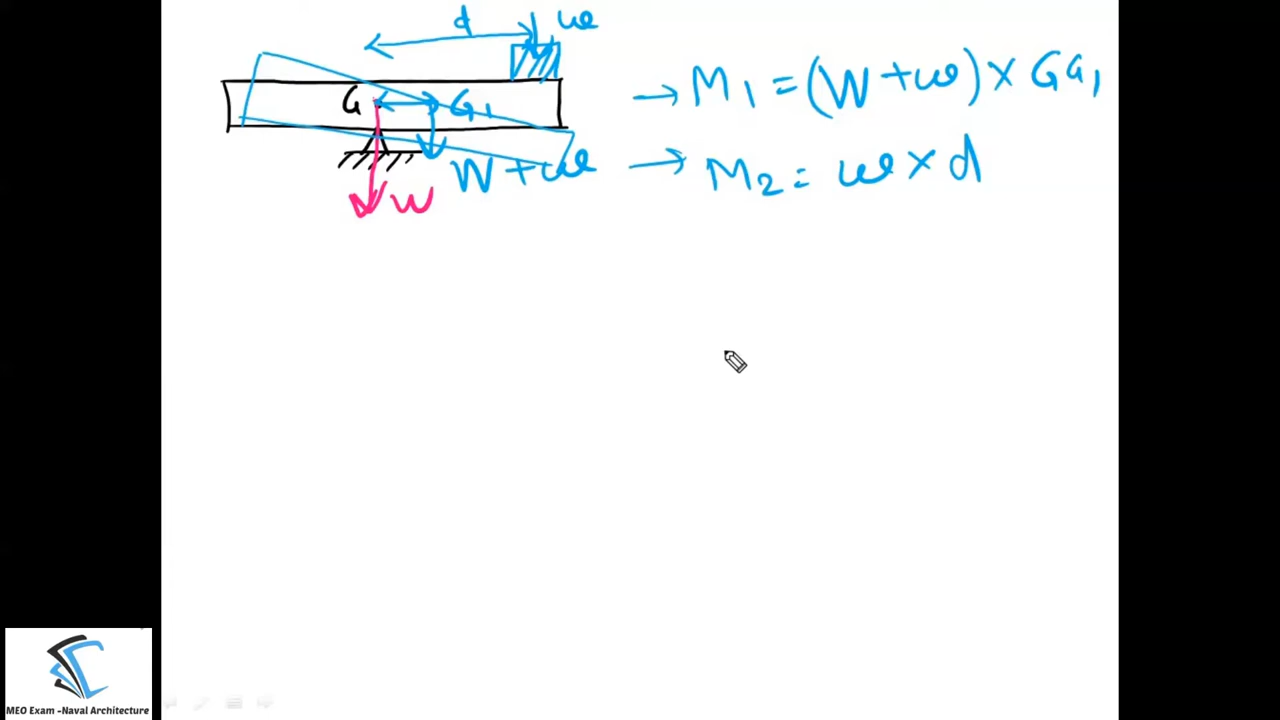 d w
G G1
→ M1 = (W + w) × GG1
W + w
→ M2 = w × d
W
MEO Exam -Naval Architecture